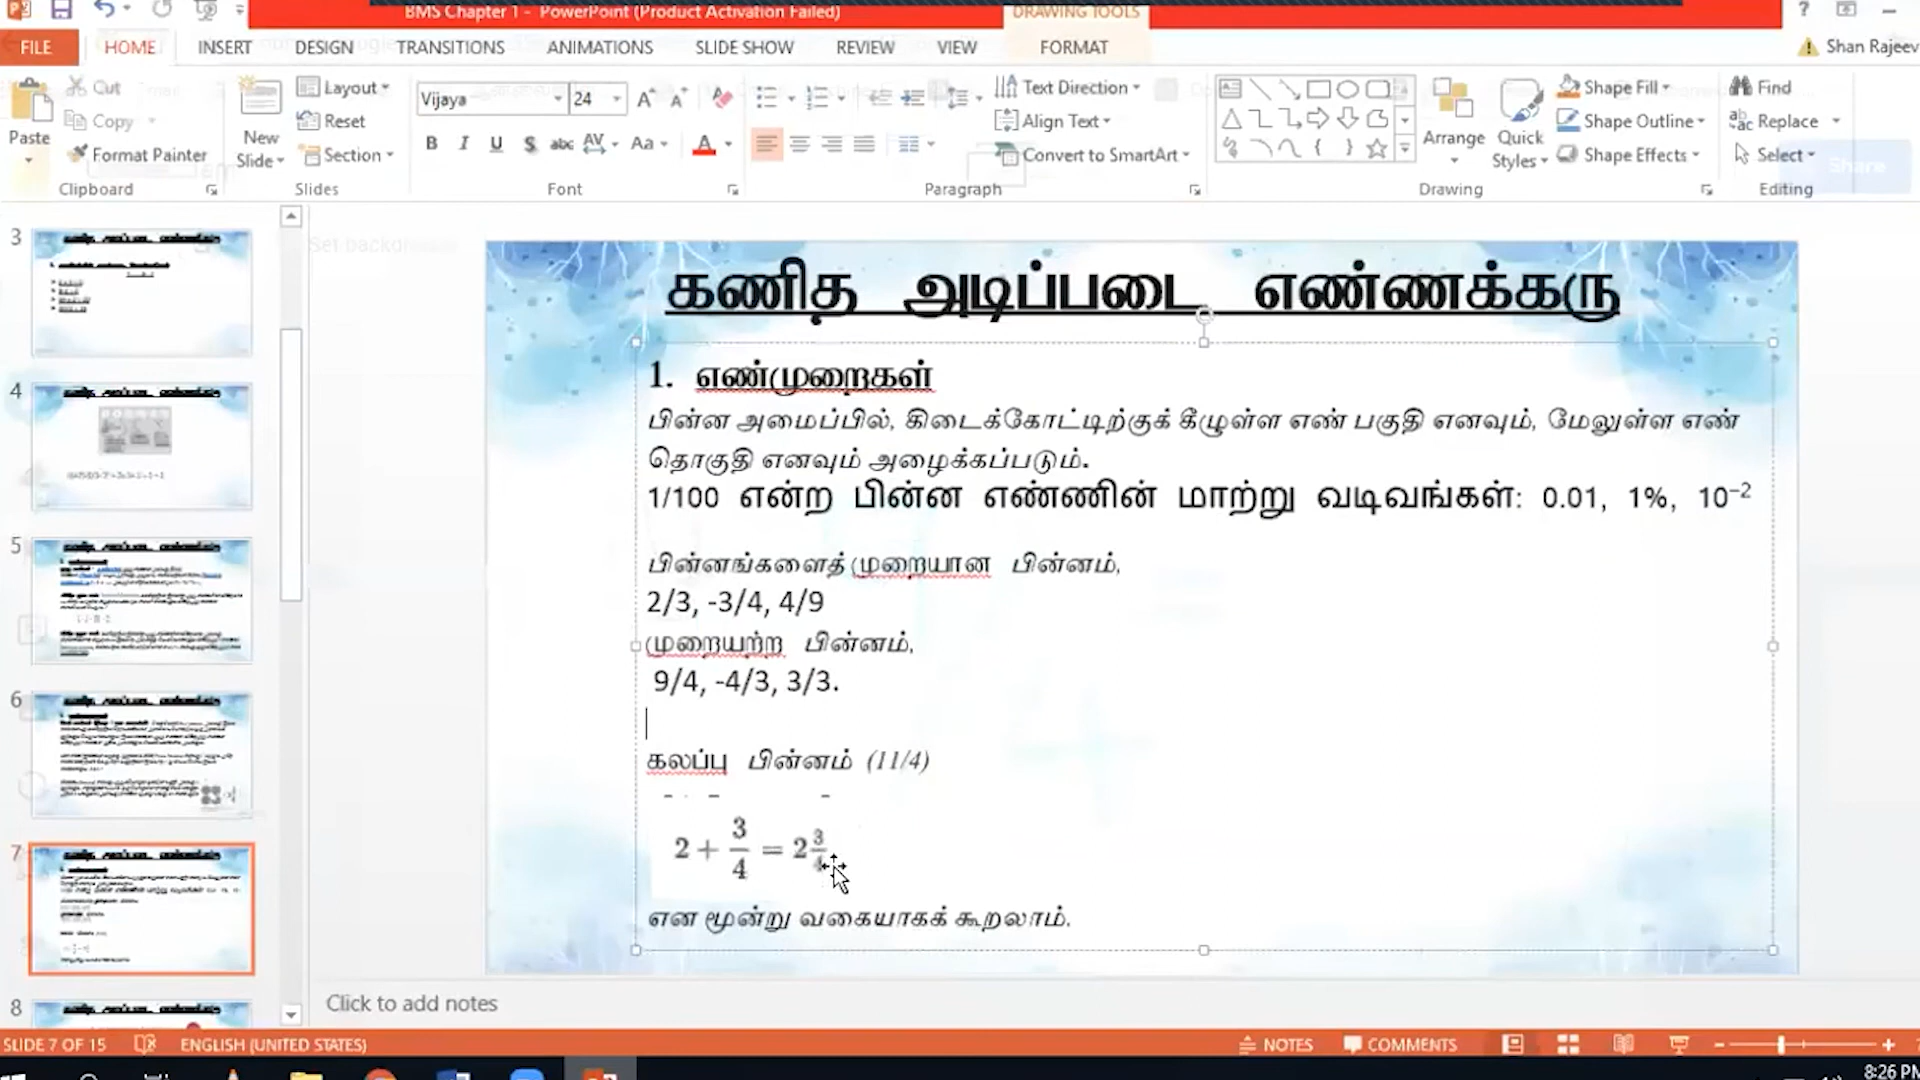 BMS Chapter 1 - PowerPoint (Product Activation Failed)
DRAWING TOOLS
FILE HOME INSERT DESIGN TRANSITIONS ANIMATIONS SLIDE SHOW REVIEW VIEW FORMAT
Shan Rajeev
Cut
Copy
Format Painter
Paste
Clipboard
New
Slide
Layout
Reset
Section
Slides
Vijaya 24
Font
Paragraph
Text Direction
Align Text
Convert to SmartArt
Arrange
Quick
Styles
Shape Fill
Shape Outline
Shape Effects
Drawing
Find
Replace
Select
Editing
Share
3
4
5
6
7
8
கணித அடிப்படை எண்ணக்கரு
1. எண்முறைகள்
பின்ன அமைப்பில், கிடைக்கோட்டிற்குக் கீழுள்ள எண் பகுதி எனவும், மேலுள்ள எண்
தொகுதி எனவும் அழைக்கப்படும்.
1/100 என்ற பின்ன எண்ணின் மாற்று வடிவங்கள்: 0.01, 1%, 10⁻²
பின்னங்களைத் முறையான பின்னம்,
2/3, -3/4, 4/9
முறையற்ற பின்னம்,
9/4, -4/3, 3/3.
கலப்பு பின்னம் (11/4)
2 + 3/4 = 2 3/4
என மூன்று வகையாகக் கூறலாம்.
Click to add notes
SLIDE 7 OF 15 ENGLISH (UNITED STATES) NOTES COMMENTS
8:26 PM